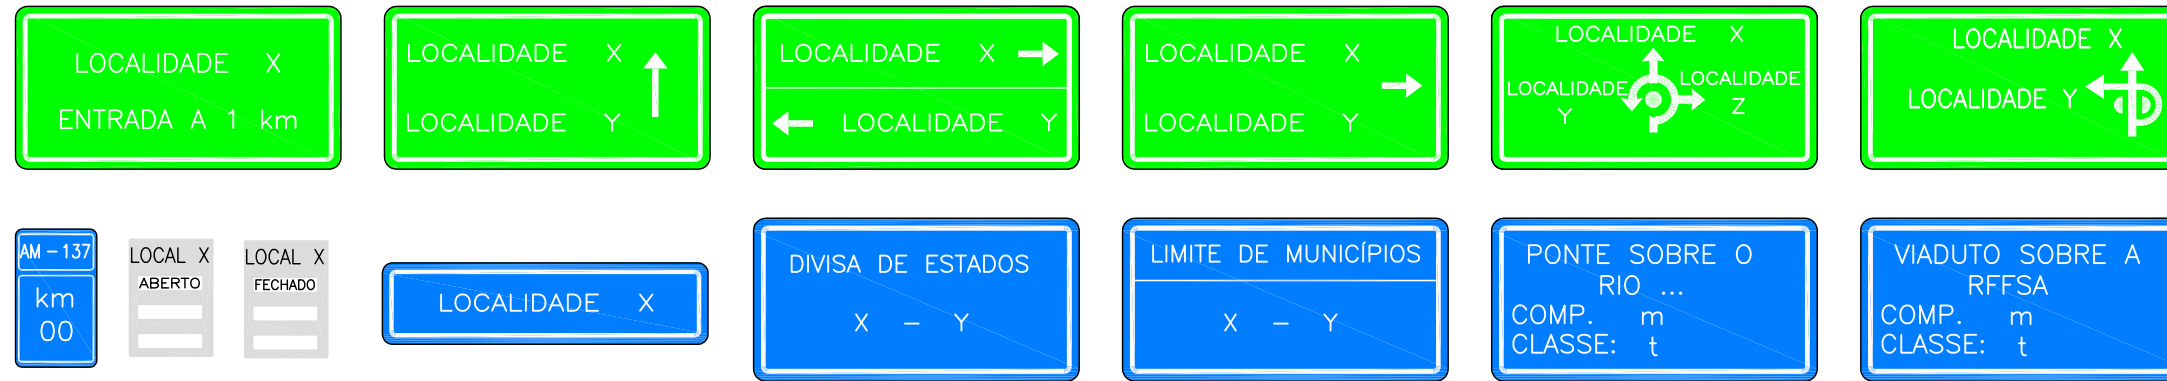 LOCALIDADE X
ENTRADA A 1 km
LOCALIDADE X
LOCALIDADE Y
LOCALIDADE X
LOCALIDADE Y
LOCALIDADE X
LOCALIDADE Y
LOCALIDADE X
LOCALIDADE Y
LOCALIDADE Z
LOCALIDADE X
LOCALIDADE Y
AM-137
km
00
LOCAL X
ABERTO
LOCAL X
FECHADO
LOCALIDADE X
DIVISA DE ESTADOS
X - Y
LIMITE DE MUNICÍPIOS
X - Y
PONTE SOBRE O
RIO ...
COMP. m
CLASSE: t
VIADUTO SOBRE A
RFFSA
COMP. m
CLASSE: t